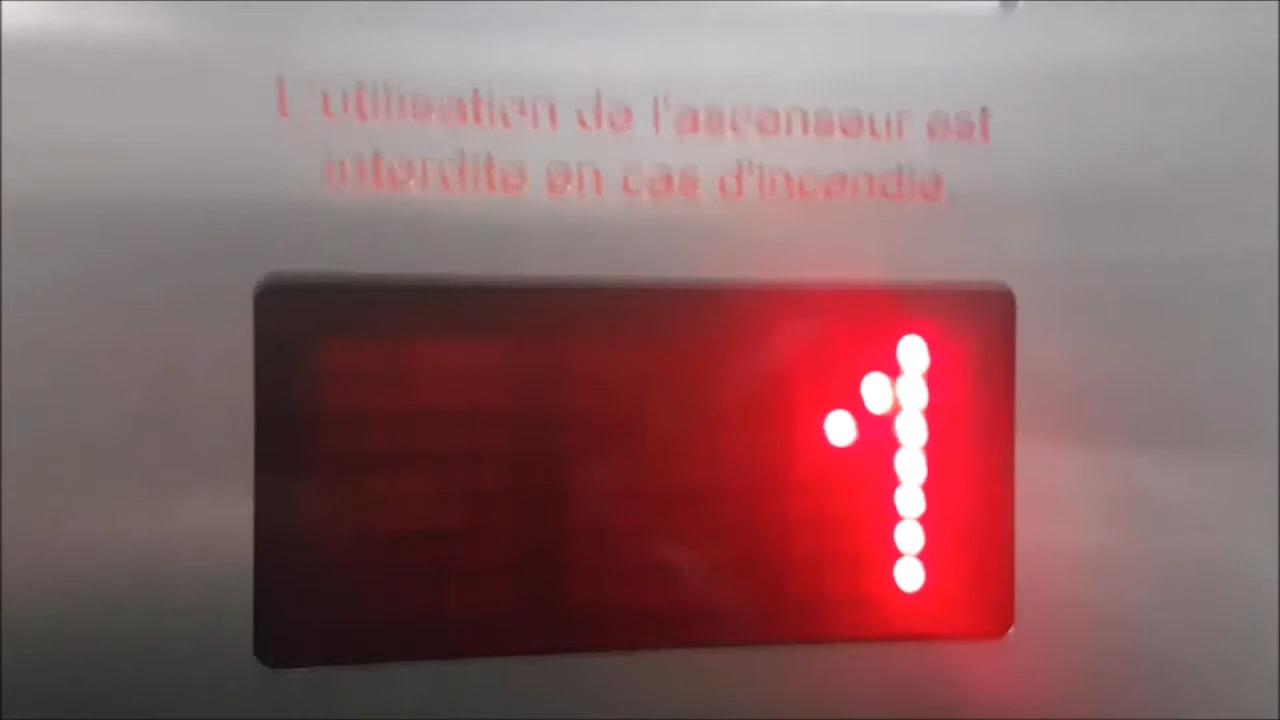 L'utilisation de l'ascenseur est
interdite en cas d'incendie.
1